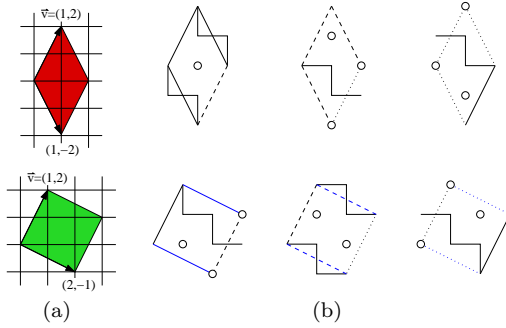 v⃗=(1,2)
(1,-2)
v⃗=(1,2)
(2,-1)
(a) (b)